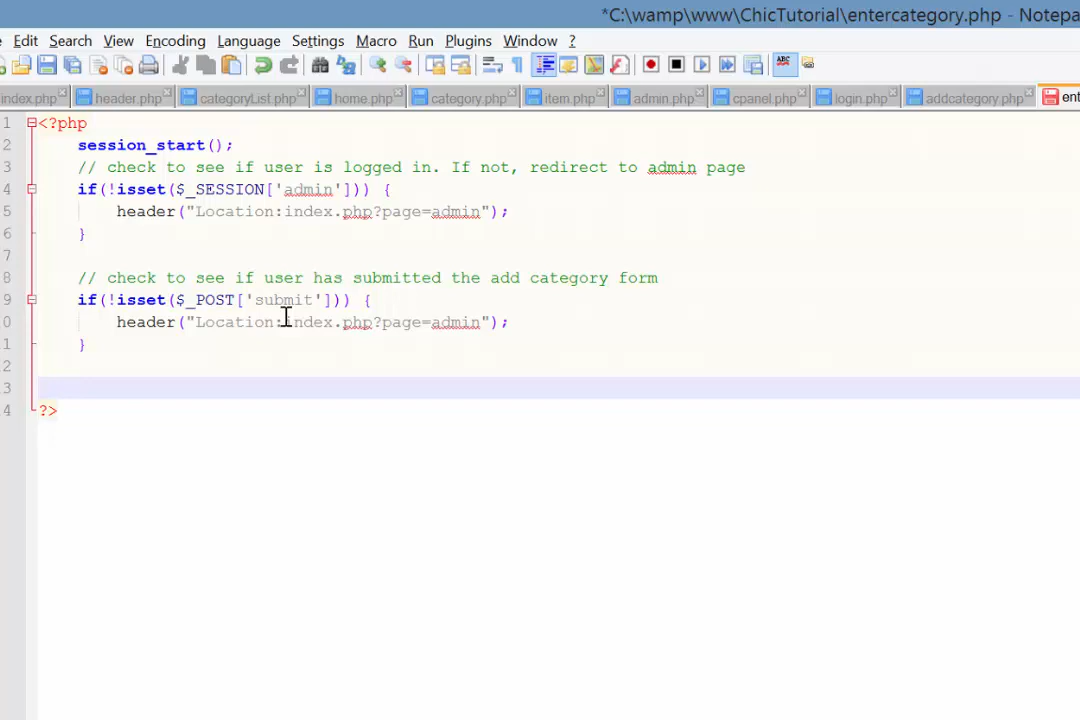 *C:\wamp\www\ChicTutorial\entercategory.php - Notepa
Edit Search View Encoding Language Settings Macro Run Plugins Window ?
index.php header.php categoryList.php home.php category.php item.php admin.php cpanel.php login.php addcategory.php ent
1 <?php
2 session_start();
3 // check to see if user is logged in. If not, redirect to admin page
4 if(!isset($_SESSION['admin'])) {
5 header("Location:index.php?page=admin");
6 }
7
8 // check to see if user has submitted the add category form
9 if(!isset($_POST['submit'])) {
0 header("Location:index.php?page=admin");
1 }
2
3
4 ?>